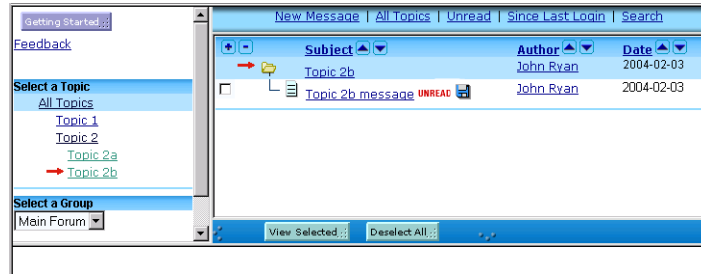 Getting Started
Feedback
Select a Topic
All Topics
Topic 1
Topic 2
Topic 2a
Topic 2b
Select a Group
Main Forum
New Message | All Topics | Unread | Since Last Login | Search
Subject Author Date
Topic 2b John Ryan 2004-02-03
Topic 2b message UNREAD John Ryan 2004-02-03
View Selected Deselect All